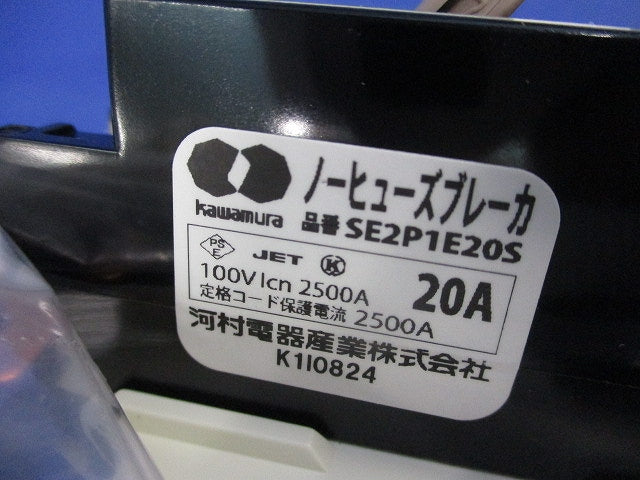 ノーヒューズブレーカ
kawamura
品番 SE2P1E20S
PS
E
JET K
100V Icn 2500A
20A
定格コード保護電流 2500A
河村電器産業株式会社
K1I0824